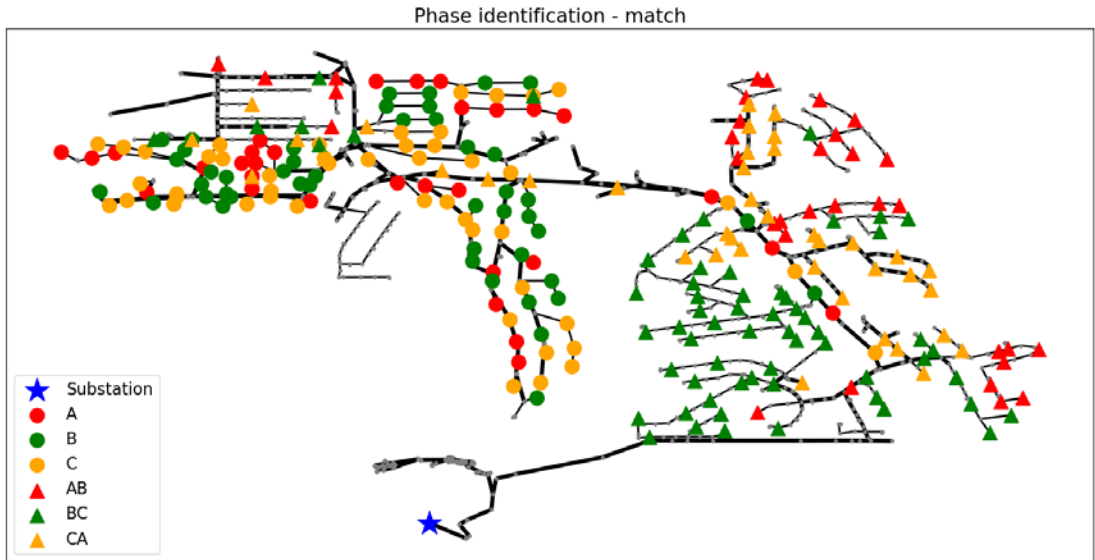 Phase identification - match
Substation
A
B
C
AB
BC
CA